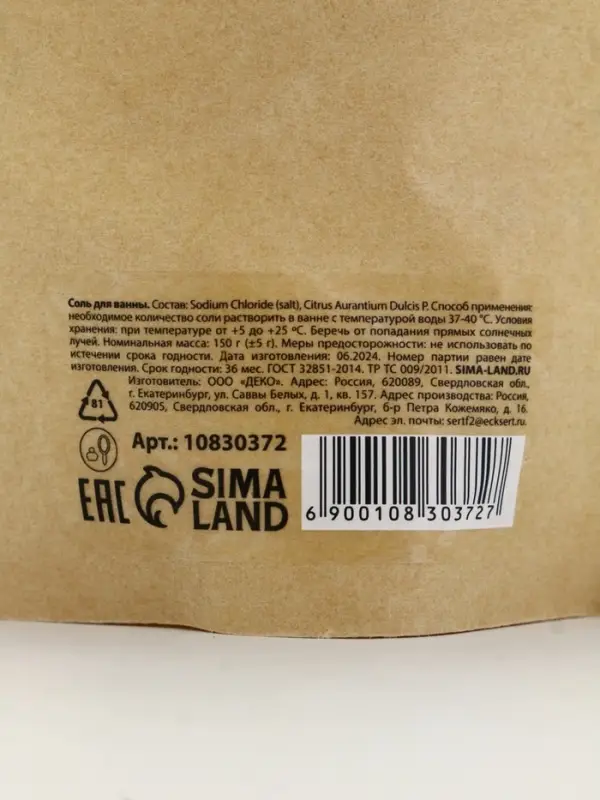 Соль для ванны. Состав: Sodium Chloride (salt), Citrus Aurantium Dulcis P. Способ применения:
необходимое количество соли растворить в ванне с температурой воды 37-40 °C. Условия
хранения: при температуре от +5 до +25 ºС. Беречь от попадания прямых солнечных
лучей. Номинальная масса: 150 г (±5 г). Меры предосторожности: не использовать по
истечении срока годности. Дата изготовления: 06.2024. Номер партии равен дате
изготовления. Срок годности: 36 мес. ГОСТ 32851-2014. ТР ТС 009/2011. SIMA-LAND.RU
Изготовитель: ООО «ДЕКО». Адрес: Россия, 620089, Свердловская обл.,
г. Екатеринбург, ул. Саввы Белых, д. 1, кв. 157. Адрес производства: Россия,
620905, Свердловская обл., г. Екатеринбург, б-р Петра Кожемяко, д. 16.
Адрес эл. почты: sertf2@ecksert.ru.
81
Арт.: 10830372
EAC
SIMA
LAND
6 900108 303727